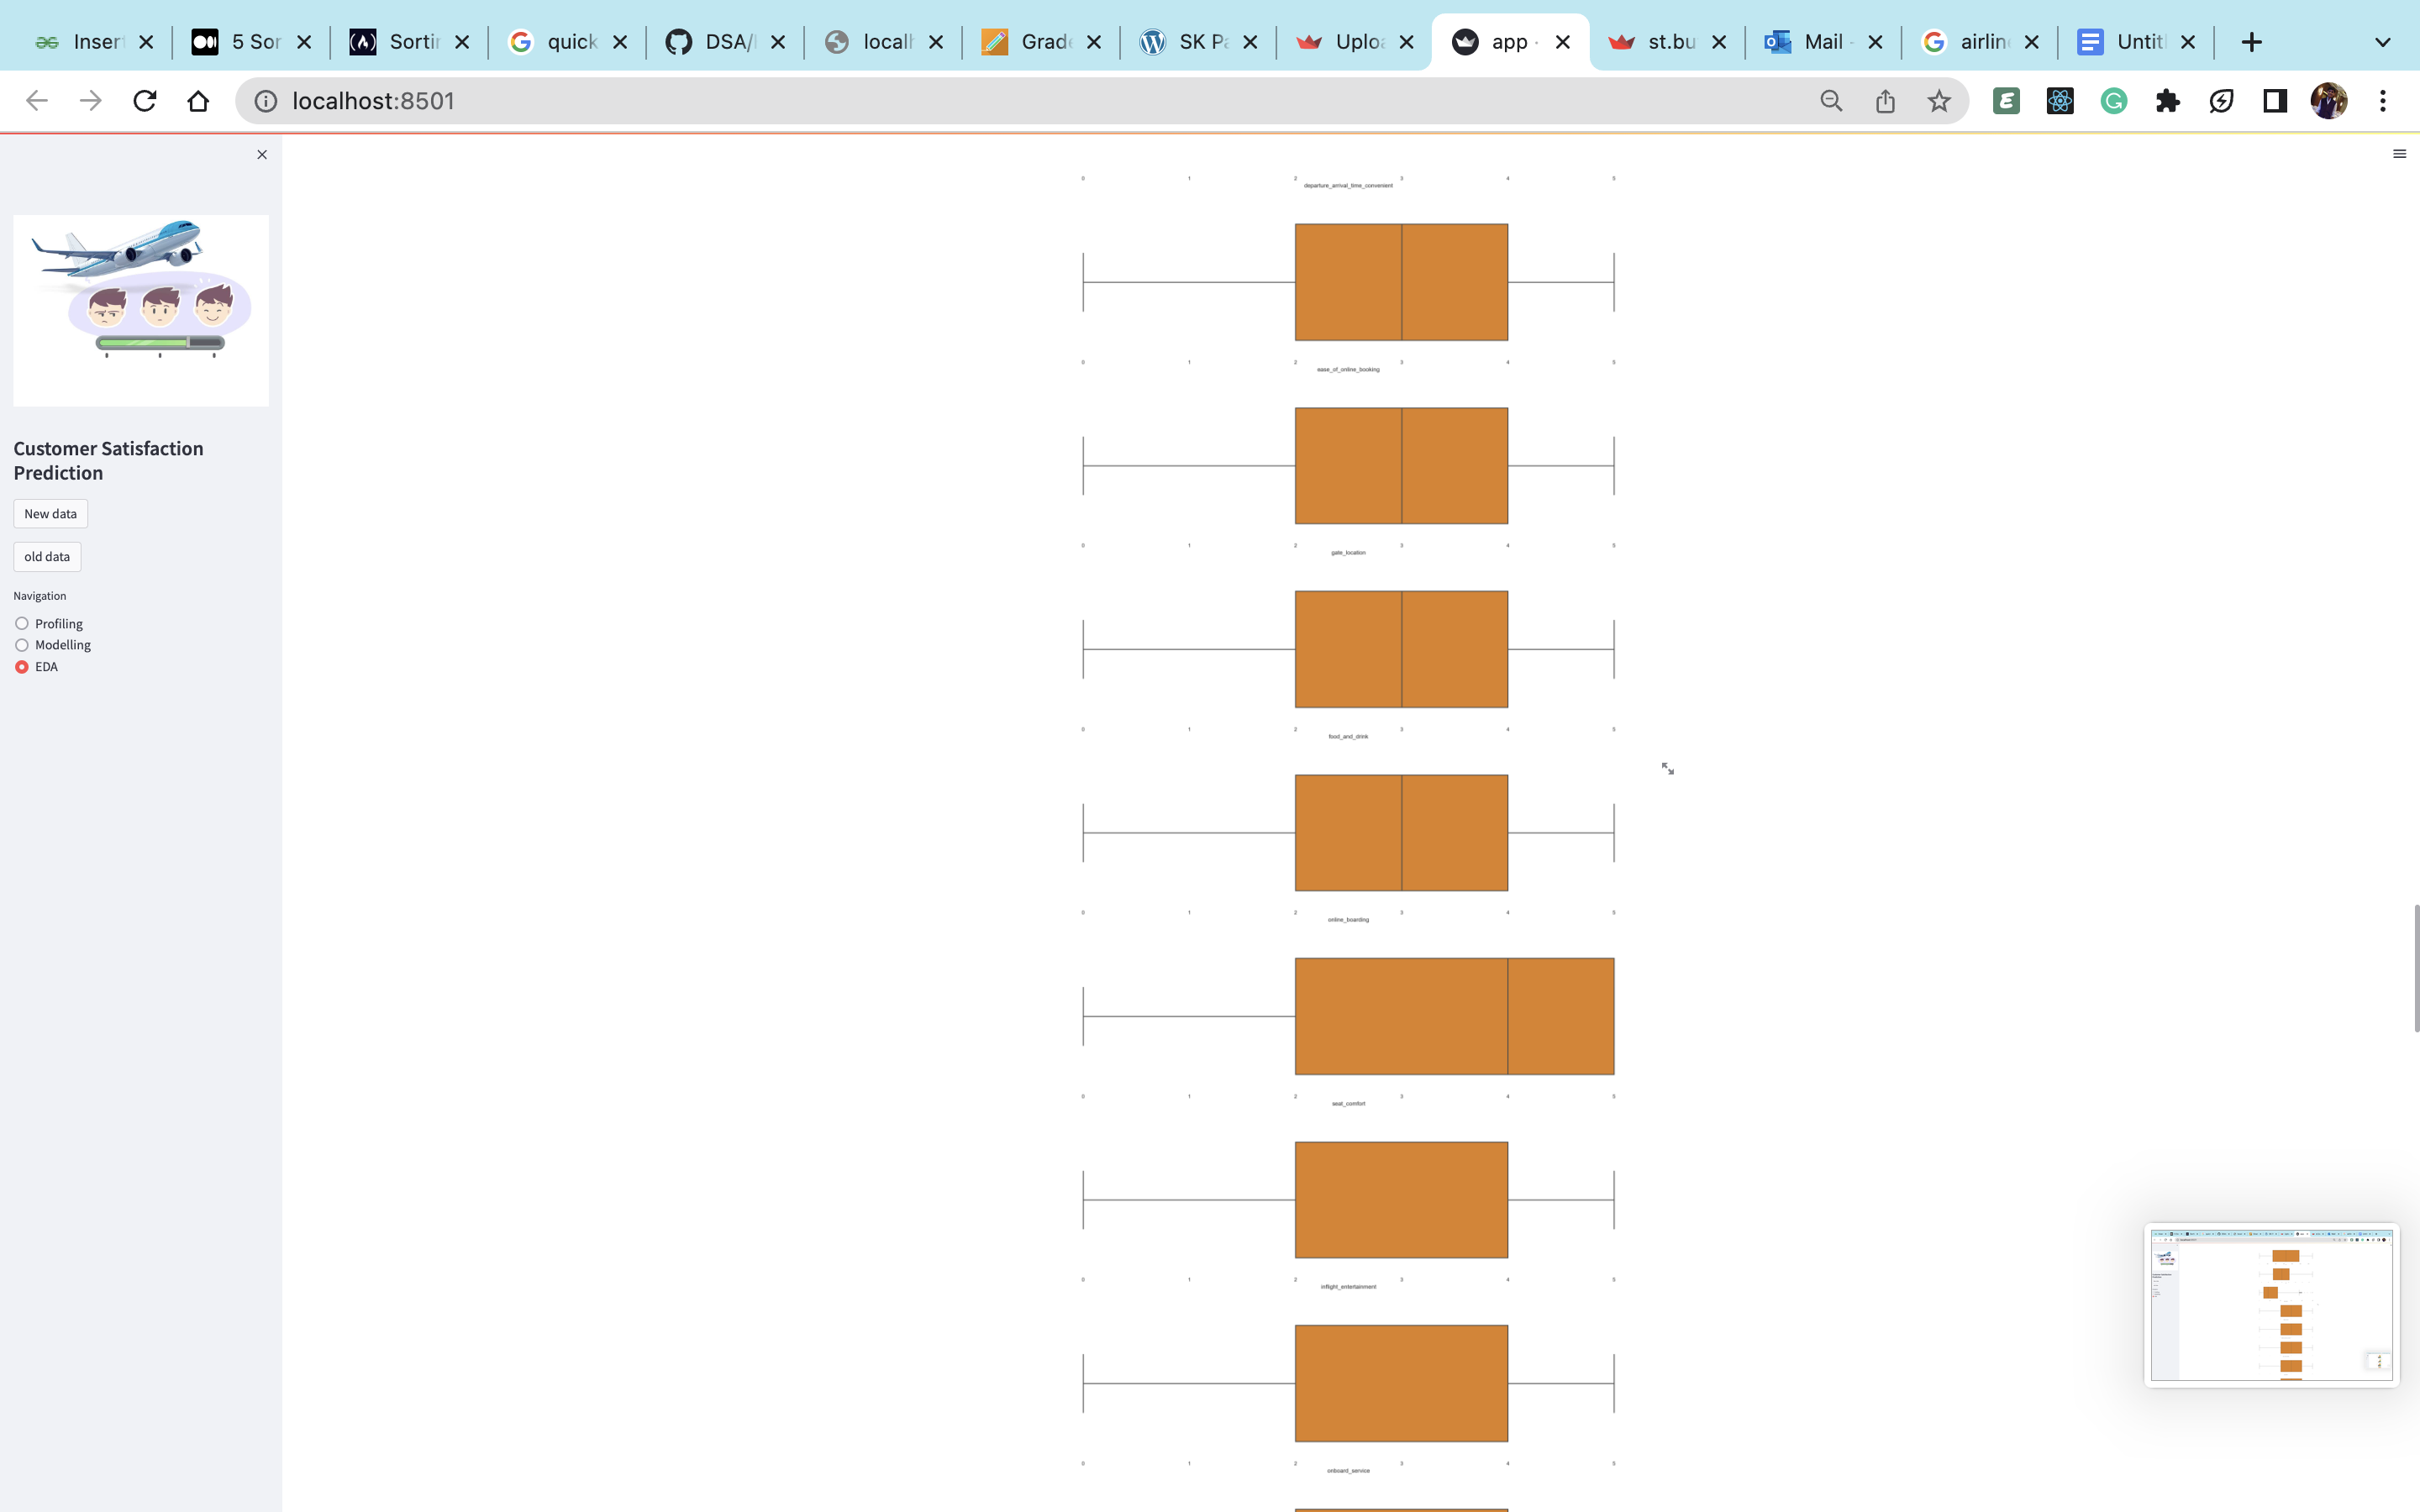 Inser
5 Sor
Sortir
quick
DSA/
localh
Grade
SK Pa
Uploa
app
st.bu
Mail -
airlin
Untit
localhost:8501
0 1 2 3 4 5
departure_arrival_time_convenient
0 1 2 3 4 5
ease_of_online_booking
Customer Satisfaction
Prediction
New data
old data
Navigation
Profiling
Modelling
EDA
0 1 2 3 4 5
gate_location
0 1 2 3 4 5
food_and_drink
0 1 2 3 4 5
online_boarding
0 1 2 3 4 5
seat_comfort
0 1 2 3 4 5
inflight_entertainment
0 1 2 3 4 5
onboard_service